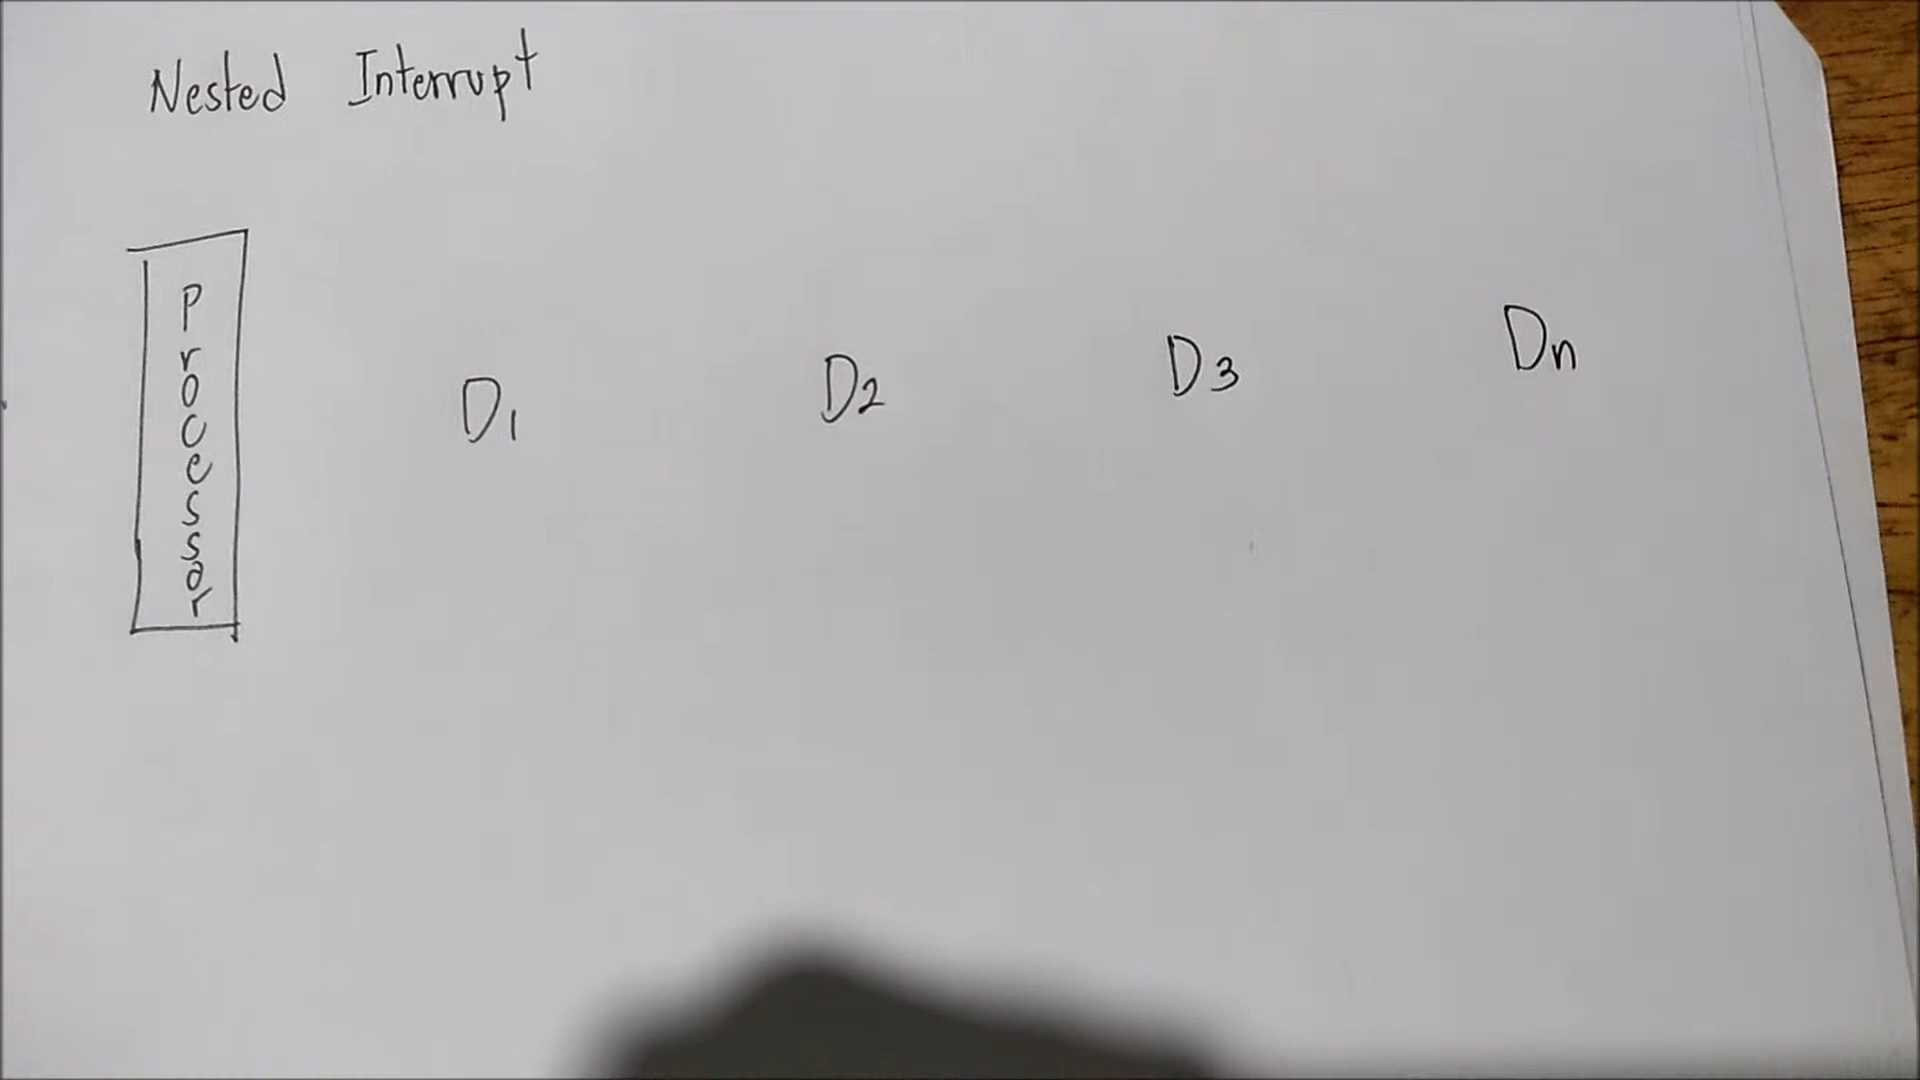 Nested Interrupt
Processor
D1 D2 D3 Dn